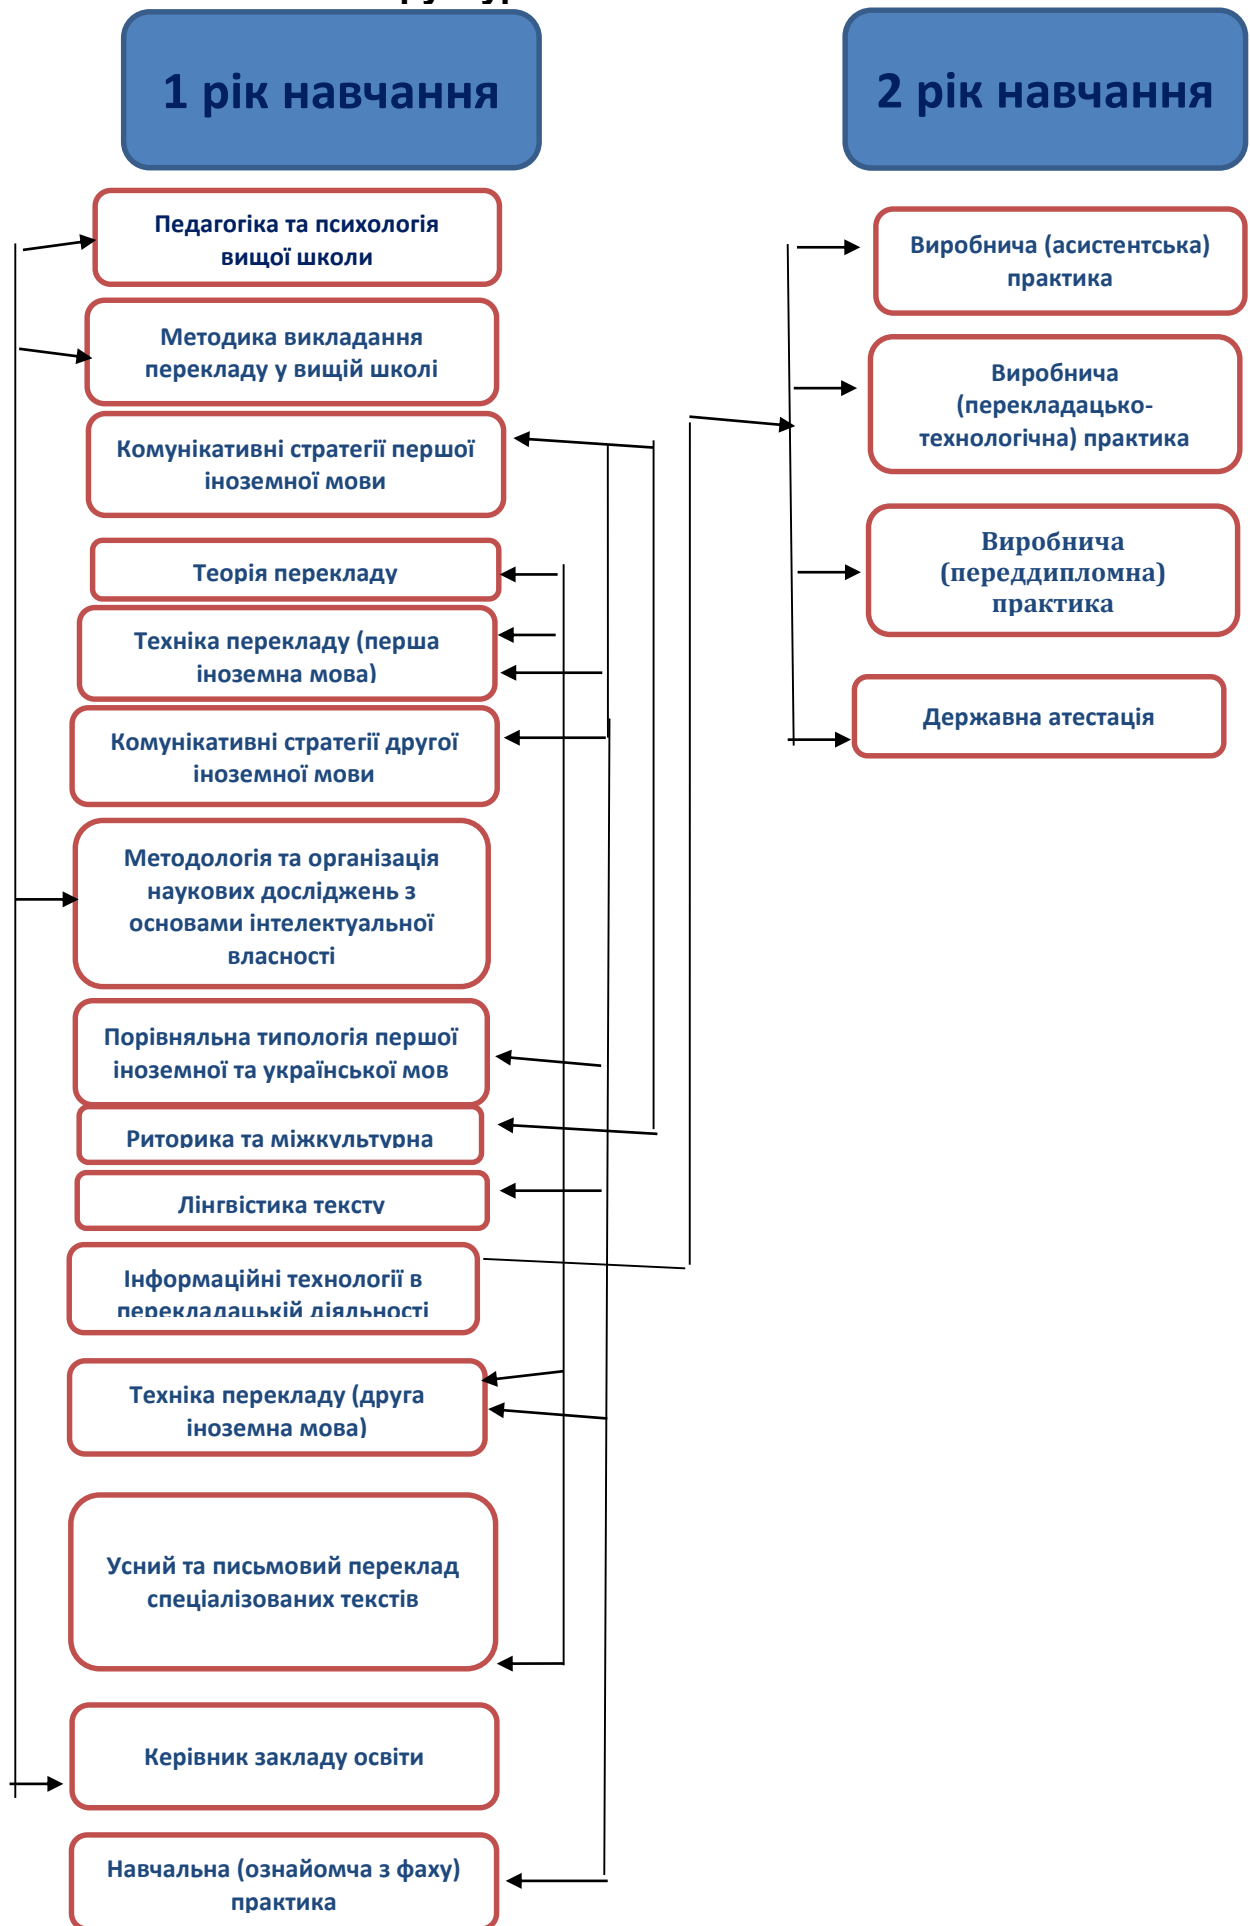 1 рік навчання
2 рік навчання
Педагогіка та психологія
вищої школи
Методика викладання
перекладу у вищій школі
Комунікативні стратегії першої
іноземної мови
Теорія перекладу
Техніка перекладу (перша
іноземна мова)
Комунікативні стратегії другої
іноземної мови
Методологія та організація
наукових досліджень з
основами інтелектуальної
власності
Порівняльна типологія першої
іноземної та української мов
Риторика та міжкультурна
Лінгвістика тексту
Інформаційні технології в
перекладацькій діяльності
Техніка перекладу (друга
іноземна мова)
Усний та письмовий переклад
спеціалізованих текстів
Керівник закладу освіти
Навчальна (ознайомча з фаху)
практика
Виробнича (асистентська)
практика
Виробнича
(перекладацько-
технологічна) практика
Виробнича
(переддипломна)
практика
Державна атестація